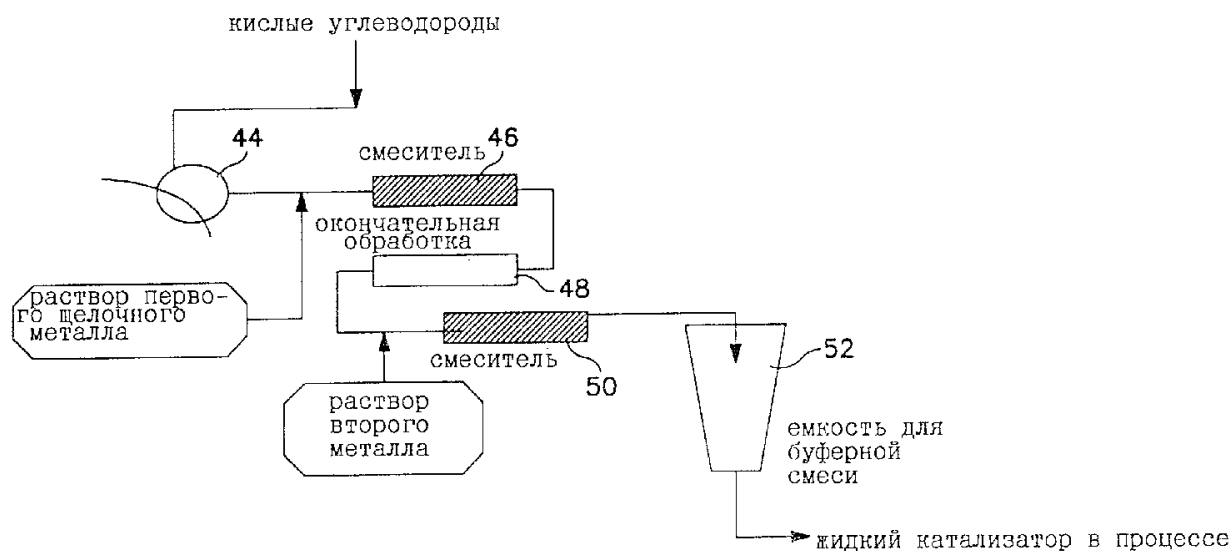 кислые углеводороды
44
смеситель
46
окончательная
обработка
48
раствор перво-
го щелочного
металла
смеситель
50
52
раствор
второго
металла
емкость для
буферной
смеси
жидкий катализатор в процессе